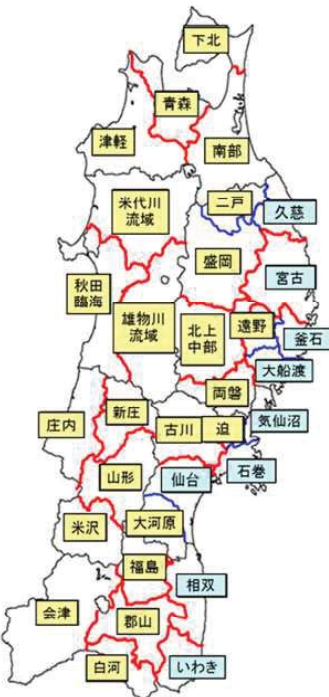 下北
青森
津軽
南部
米代川
流域
二戸
久慈
盛岡
宮古
秋田
臨海
雄物川
流域
北上
中部
遠野
釜石
大船渡
両磐
新庄
気仙沼
庄内
古川
迫
石巻
山形
仙台
米沢
大河原
福島
相双
会津
郡山
白河
いわき